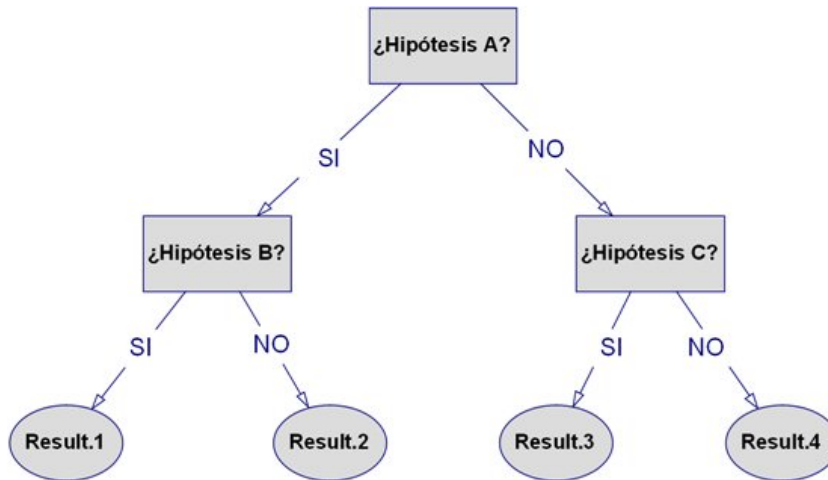 ¿Hipótesis A?
SI
NO
¿Hipótesis B?
¿Hipótesis C?
SI
NO
SI
NO
Result.1
Result.2
Result.3
Result.4